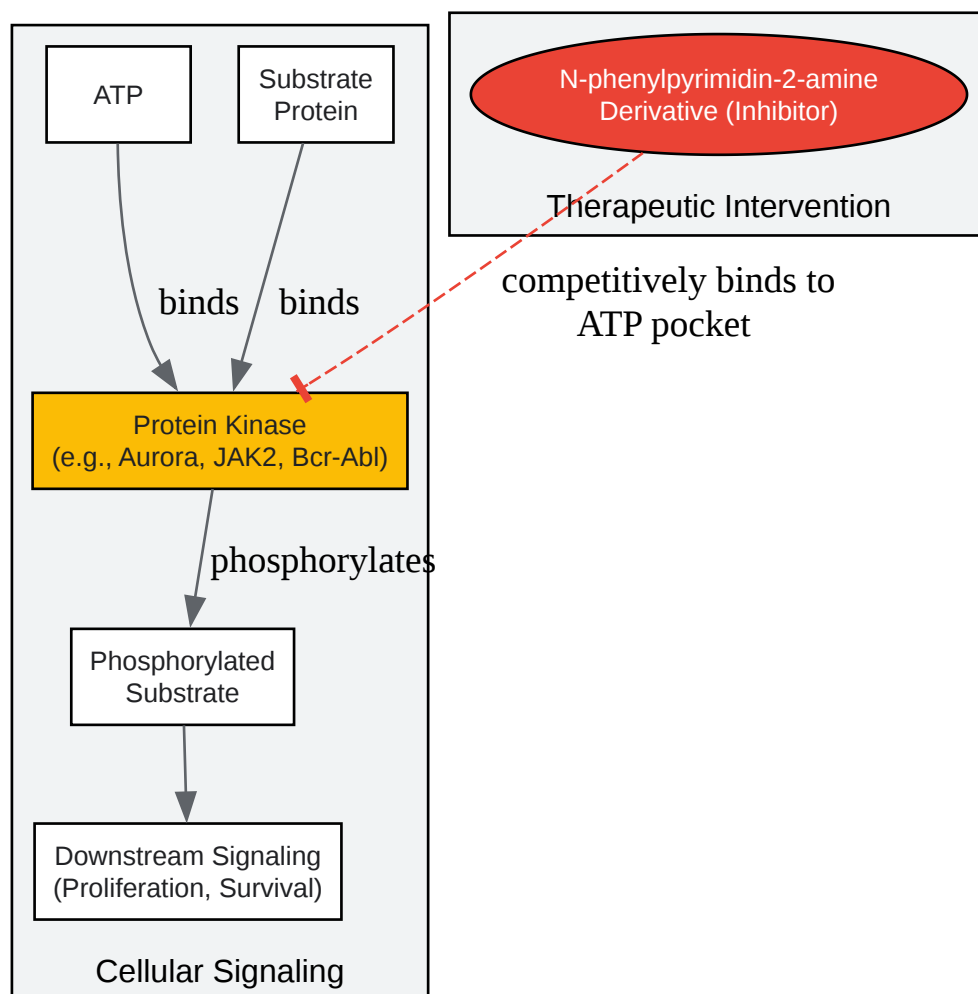 ATP
Substrate
Protein
N-phenylpyrimidin-2-amine
Derivative (Inhibitor)
Therapeutic Intervention
binds
binds
competitively binds to
ATP pocket
Protein Kinase
(e.g., Aurora, JAK2, Bcr-Abl)
phosphorylates
Phosphorylated
Substrate
Downstream Signaling
(Proliferation, Survival)
Cellular Signaling